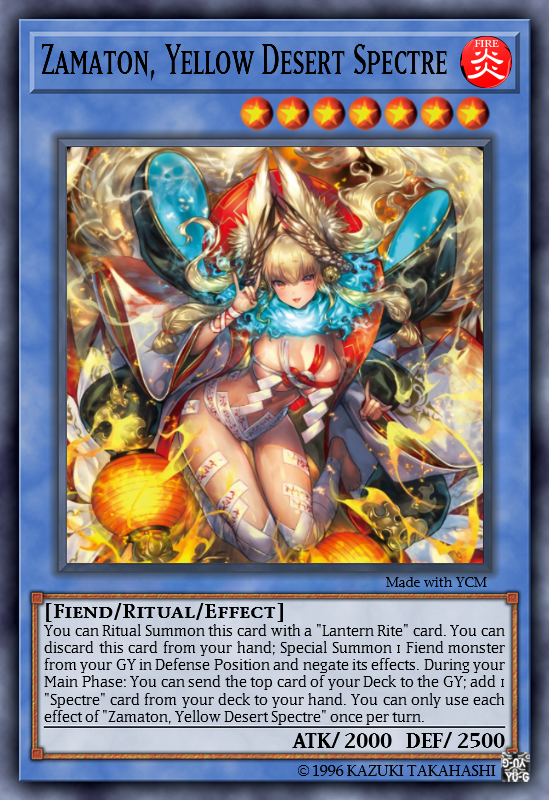 Zamaton, Yellow Desert Spectre
FIRE
炎
Made with YCM
[Fiend/Ritual/Effect]
You can Ritual Summon this card with a "Lantern Rite" card. You can
discard this card from your hand; Special Summon 1 Fiend monster
from your GY in Defense Position and negate its effects. During your
Main Phase: You can send the top card of your Deck to the GY; add 1
"Spectre" card from your deck to your hand. You can only use each
effect of "Zamaton, Yellow Desert Spectre" once per turn.
ATK/ 2000 DEF/ 2500
©1996 KAZUKI TAKAHASHI